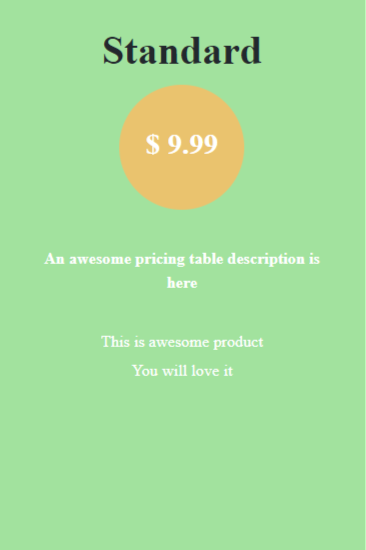 Standard
$ 9.99
An awesome pricing table description is
here
This is awesome product
You will love it